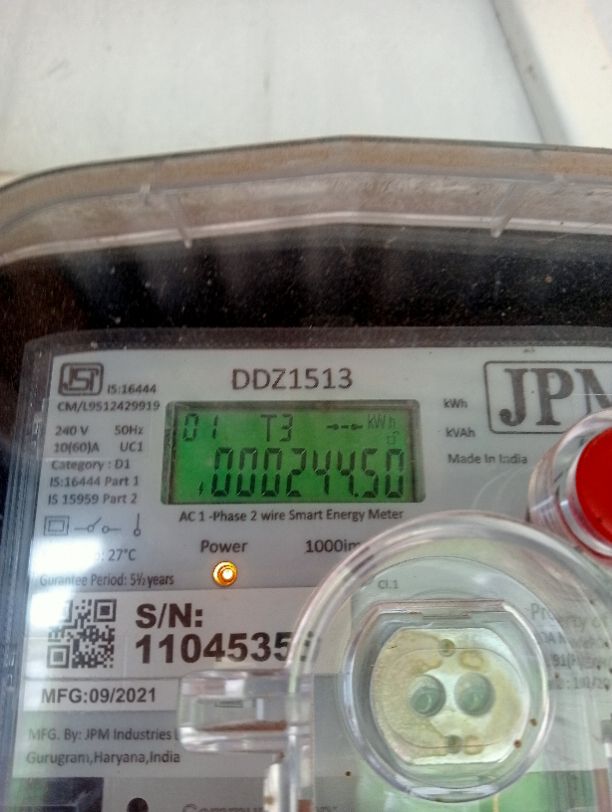 ISI IS:16444
CM/L9512429919
DDZ1513
JPM
240 V 50Hz
10(60)A UC1
Category : D1
IS:16444 Part 1
IS 15959 Part 2
01 T3 kWh
00024450
kWh
kVAh
Made In India
AC 1 -Phase 2 wire Smart Energy Meter
27°C
Power 1000im
Gurantee Period: 5½ years
Cl.1
S/N:
1104535
MFG:09/2021
MFG. By: JPM Industries
Gurugram,Haryana,India